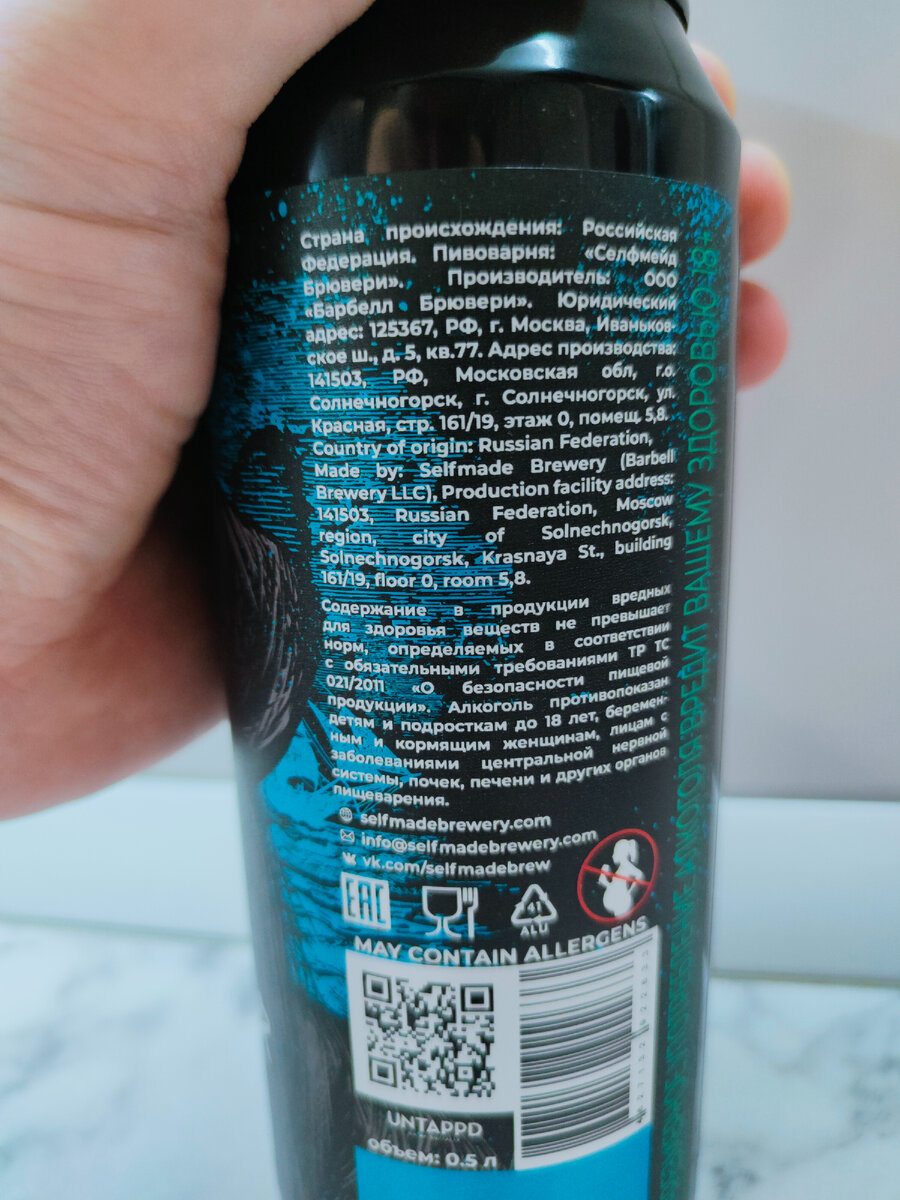 Страна происхождения: Российская
Федерация. Пивоварня: «Селфмейд
Брювери». Производитель: ООО
«Барбелл Брювери». Юридический
адрес: 125367, РФ, г. Москва, Иваньков-
ское ш., д. 5, кв.77. Адрес производства:
141503, РФ, Московская обл, г.о.
Солнечногорск, г. Солнечногорск, ул.
Красная, стр. 161/19, этаж 0, помещ. 5,8.
Country of origin: Russian Federation,
Made by: Selfmade Brewery (Barbell
Brewery LLC), Production facility address:
141503, Russian Federation, Moscow
region, city of Solnechnogorsk,
Solnechnogorsk, Krasnaya St., building
161/19, floor 0, room 5,8.
Содержание в продукции вредных
для здоровья веществ не превышает
норм, определяемых в соответствии
с обязательными требованиями ТР ТС
021/2011 «О безопасности пищевой
продукции». Алкоголь противопоказан
детям и подросткам до 18 лет, беремен-
ным и кормящим женщинам, лицам с
заболеваниями центральной нервной
системы, почек, печени и других органов
пищеварения.
selfmadebrewery.com
info@selfmadebrewery.com
vk.com/selfmadebrew
EAC
41
ALU
MAY CONTAIN ALLERGENS
UNTAPPD
объем: 0.5 л
АЛКОГОЛЯ ВРЕДИТ ВАШЕМУ ЗДОРОВЬЮ 18+